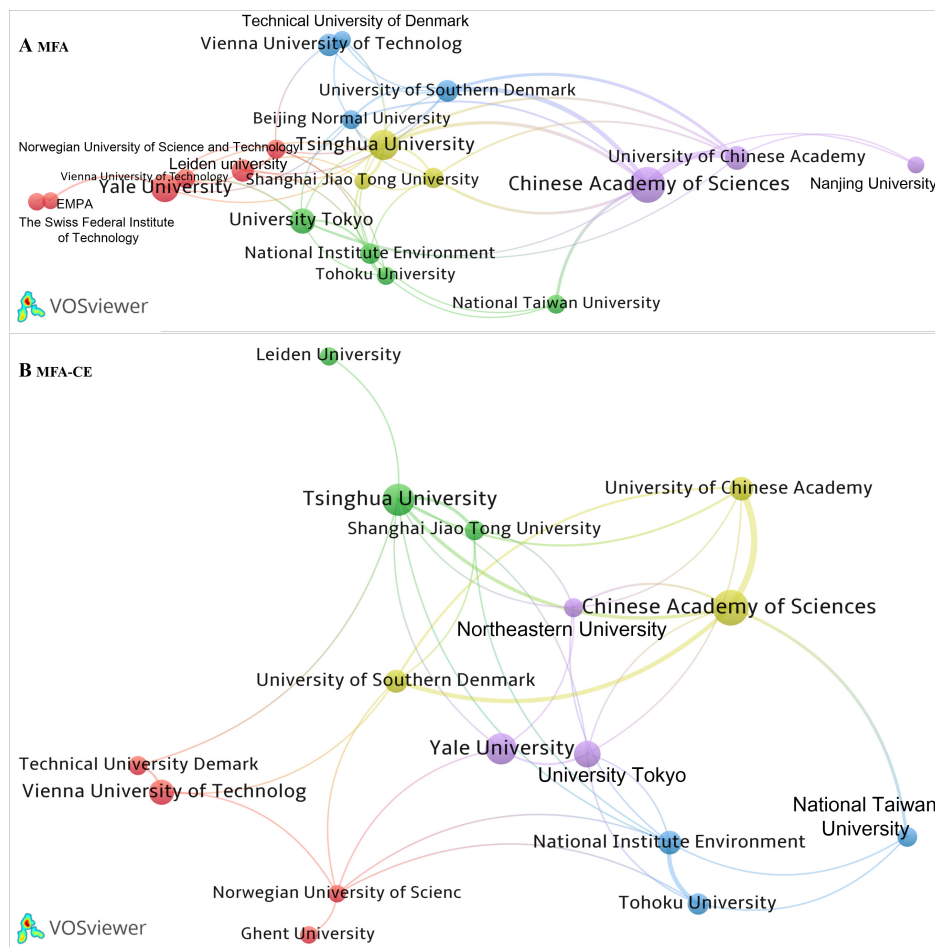 Technical University of Denmark
A MFA
Vienna University of Technolog
University of Southern Denmark
Beijing Normal University
Norwegian University of Science and Technology
Tsinghua University
University of Chinese Academy
Leiden university
Vienna University of Technology
Shanghai Jiao Tong University
Yale University
Chinese Academy of Sciences
Nanjing University
EMPA
The Swiss Federal Institute
of Technology
University Tokyo
National Institute Environment
Tohoku University
National Taiwan University
VOSviewer
Leiden University
B MFA-CE
University of Chinese Academy
Tsinghua University
Shanghai Jiao Tong University
Chinese Academy of Sciences
Northeastern University
University of Southern Denmark
Yale University
Technical University Demark
University Tokyo
Vienna University of Technolog
National Taiwan
University
National Institute Environment
Norwegian University of Scienc
Tohoku University
Ghent University
VOSviewer